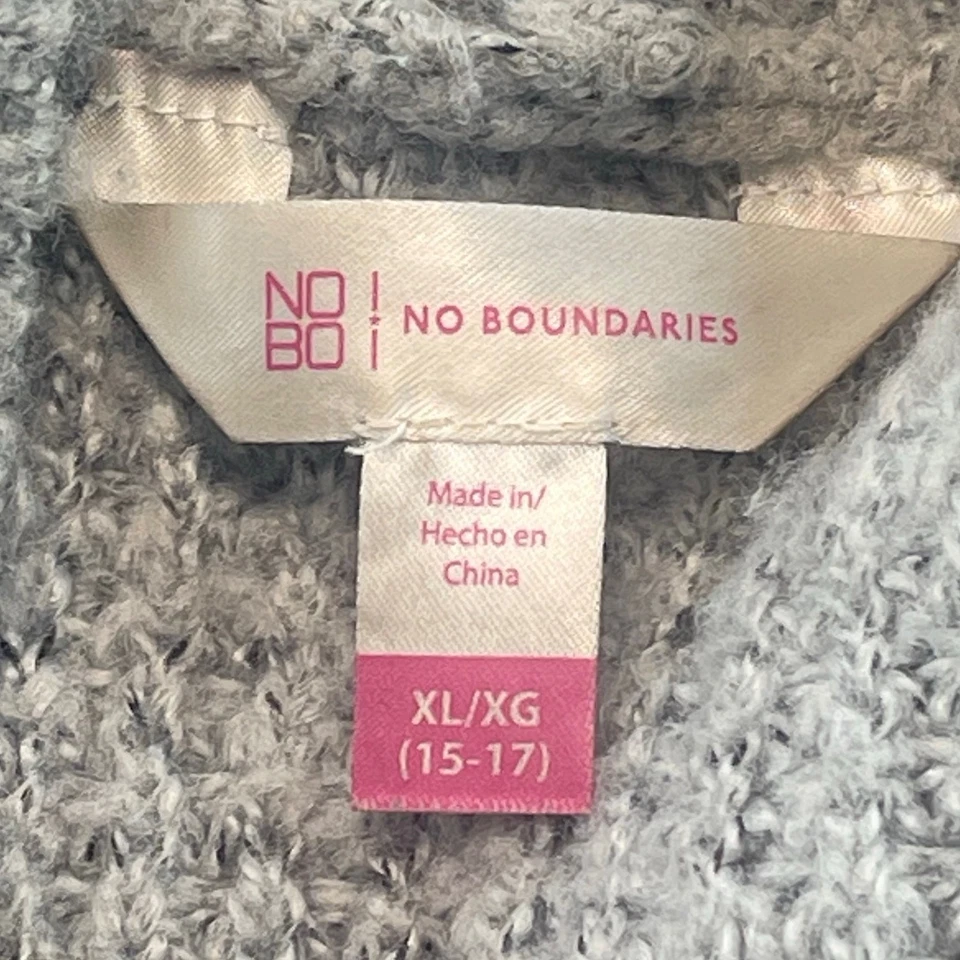 NO
BO
NO BOUNDARIES
Made in/
Hecho en
China
XL/XG
(15-17)